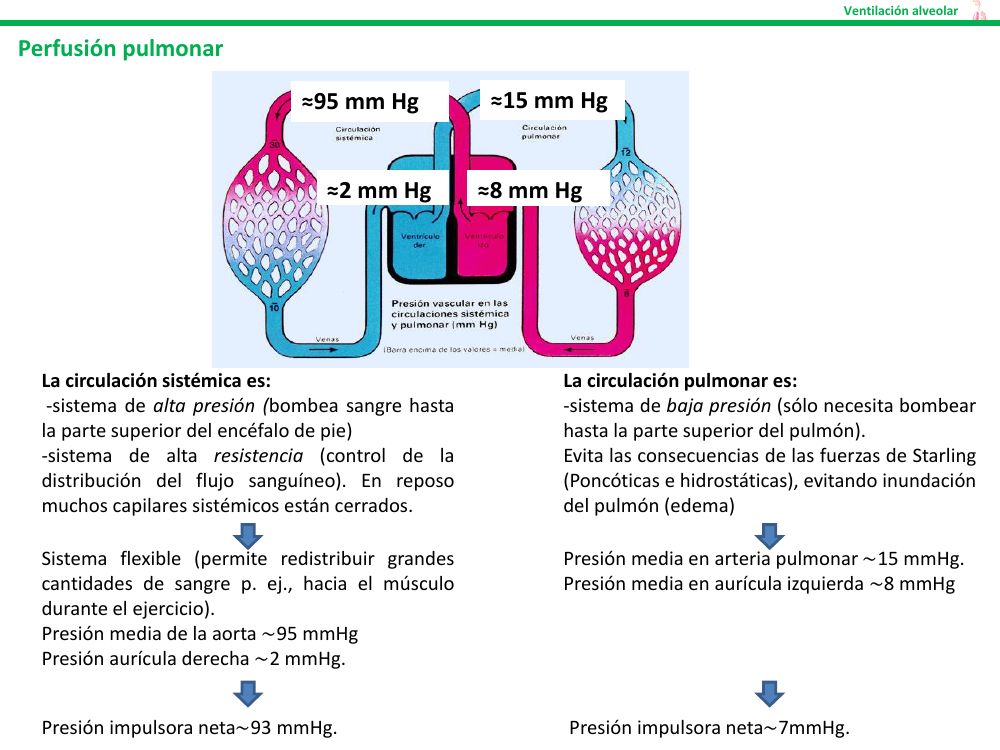 Ventilación alveolar
Perfusión pulmonar
≈95 mm Hg
≈15 mm Hg
Circulación
sistémica
Circulación
pulmonar
30
12
≈2 mm Hg
≈8 mm Hg
Ventrículo
der
Ventrículo
izq
10
8
Presión vascular en las
circulaciones sistémica
y pulmonar (mm Hg)
Venas
Venas
(Barra encima de los valores = media)
La circulación sistémica es:
-sistema de alta presión (bombea sangre hasta
la parte superior del encéfalo de pie)
-sistema de alta resistencia (control de la
distribución del flujo sanguíneo). En reposo
muchos capilares sistémicos están cerrados.
Sistema flexible (permite redistribuir grandes
cantidades de sangre p. ej., hacia el músculo
durante el ejercicio).
Presión media de la aorta ~95 mmHg
Presión aurícula derecha ~2 mmHg.
Presión impulsora neta~93 mmHg.
La circulación pulmonar es:
-sistema de baja presión (sólo necesita bombear
hasta la parte superior del pulmón).
Evita las consecuencias de las fuerzas de Starling
(Poncóticas e hidrostáticas), evitando inundación
del pulmón (edema)
Presión media en arteria pulmonar ~15 mmHg.
Presión media en aurícula izquierda ~8 mmHg
Presión impulsora neta~7mmHg.